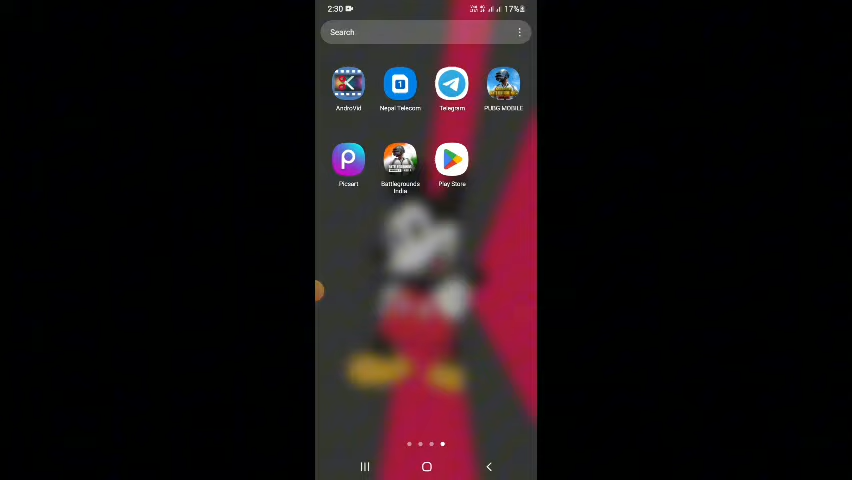 2:30
17%
Search
AndroVid
Nepal Telecom
Telegram
PUBG MOBILE
Picsart
Battlegrounds
India
Play Store